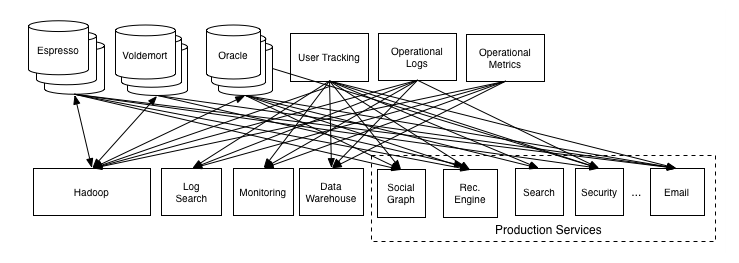 Espresso
Voldemort
Oracle
User Tracking
Operational
Logs
Operational
Metrics
Hadoop
Log
Search
Monitoring
Data
Warehouse
Social
Graph
Rec.
Engine
Search
Security
...
Email
Production Services